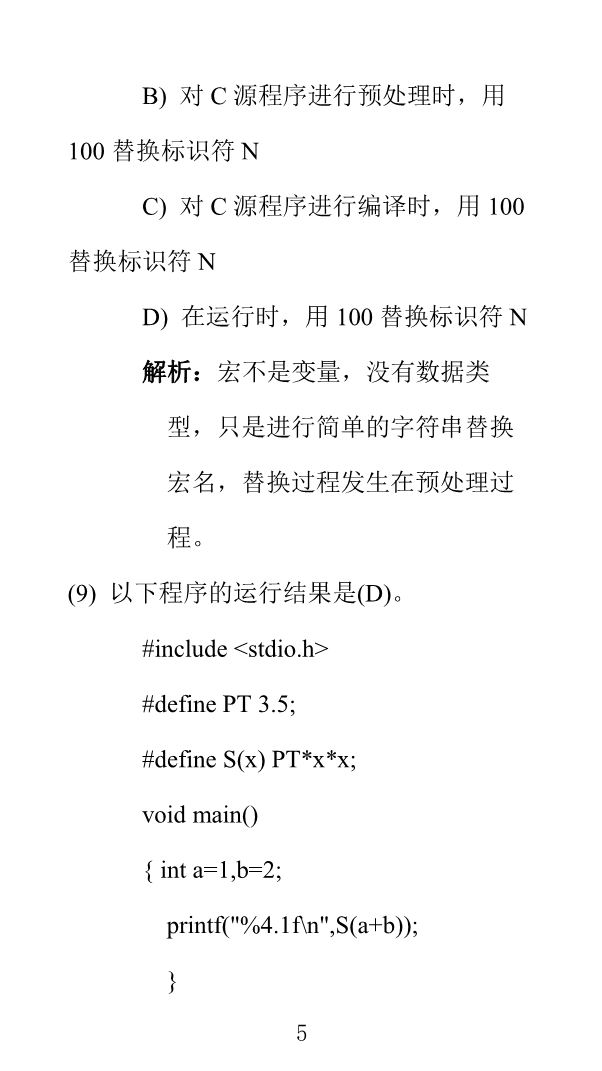 B) 对 C 源程序进行预处理时，用
100 替换标识符 N
C) 对 C 源程序进行编译时，用 100
替换标识符 N
D) 在运行时，用 100 替换标识符 N
解析：宏不是变量，没有数据类
型，只是进行简单的字符串替换
宏名，替换过程发生在预处理过
程。
(9) 以下程序的运行结果是(D)。
#include <stdio.h>
#define PT 3.5;
#define S(x) PT*x*x;
void main()
{ int a=1,b=2;
printf("%4.1f\n",S(a+b));
}
5